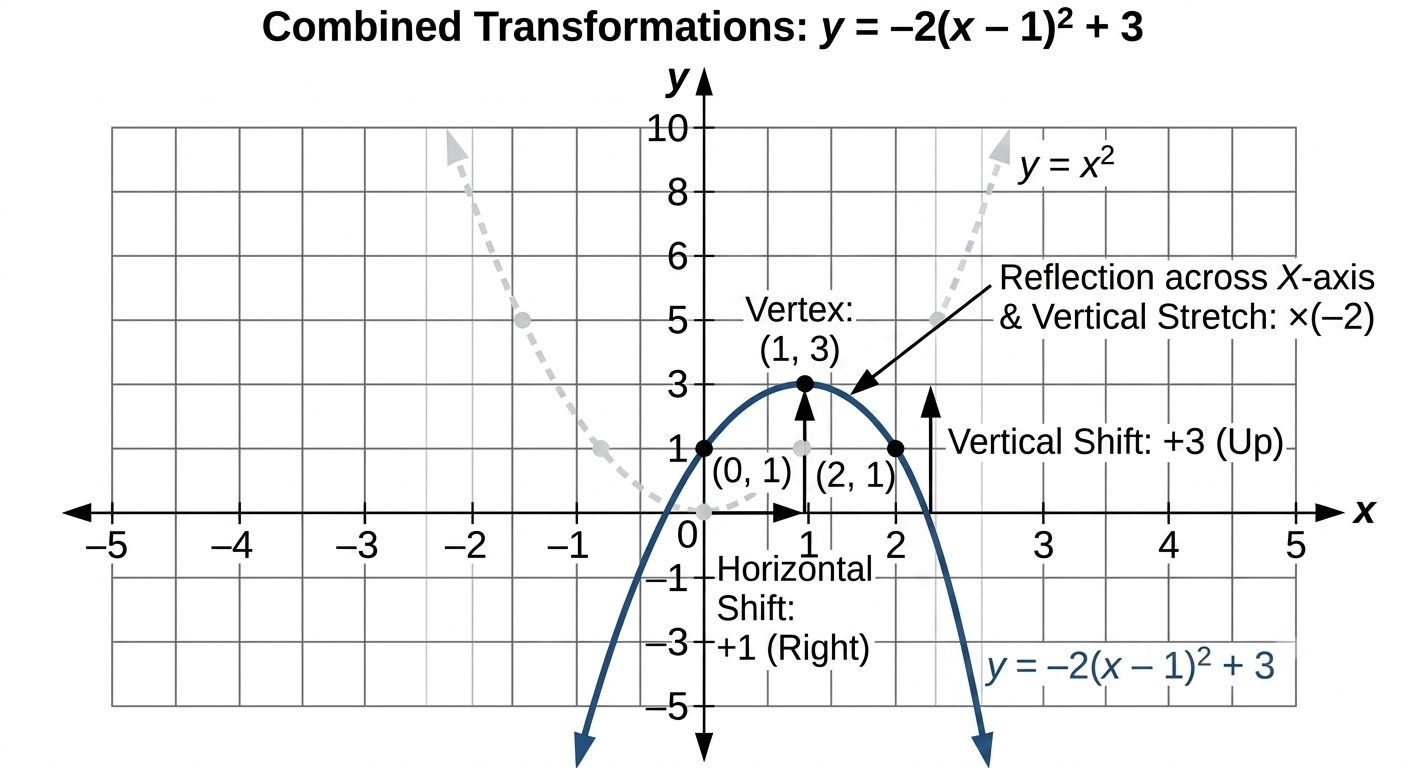 Combined Transformations: y = –2(x – 1)² + 3
y
10
y = x²
8
6
Reflection across X-axis
& Vertical Stretch: ×(–2)
Vertex:
(1, 3)
5
3
Vertical Shift: +3 (Up)
1
(0, 1)
(2, 1)
x
–5 –4 –3 –2 –1 0 1 2 3 4 5
Horizontal
Shift:
+1 (Right)
–1
–3
y = –2(x – 1)² + 3
–5